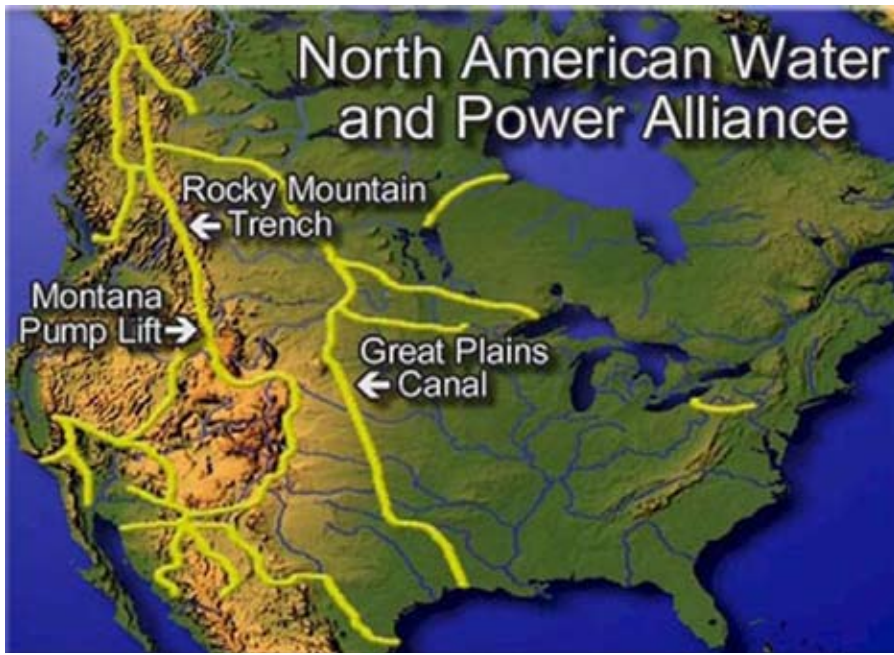 North American Water
and Power Alliance
Rocky Mountain
← Trench
Montana
Pump Lift →
Great Plains
← Canal